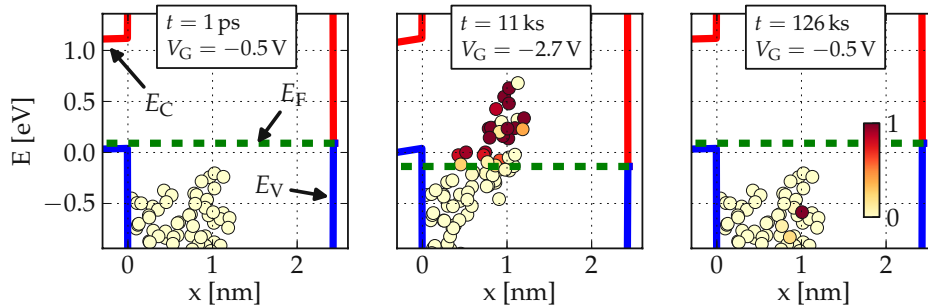 t = 1 ps
V_G = −0.5 V
t = 11 ks
V_G = −2.7 V
t = 126 ks
V_G = −0.5 V
E [eV]
1.0
0.5
0.0
−0.5
E_C
E_F
E_V
1
0
0 1 2
0 1 2
0 1 2
x [nm]
x [nm]
x [nm]